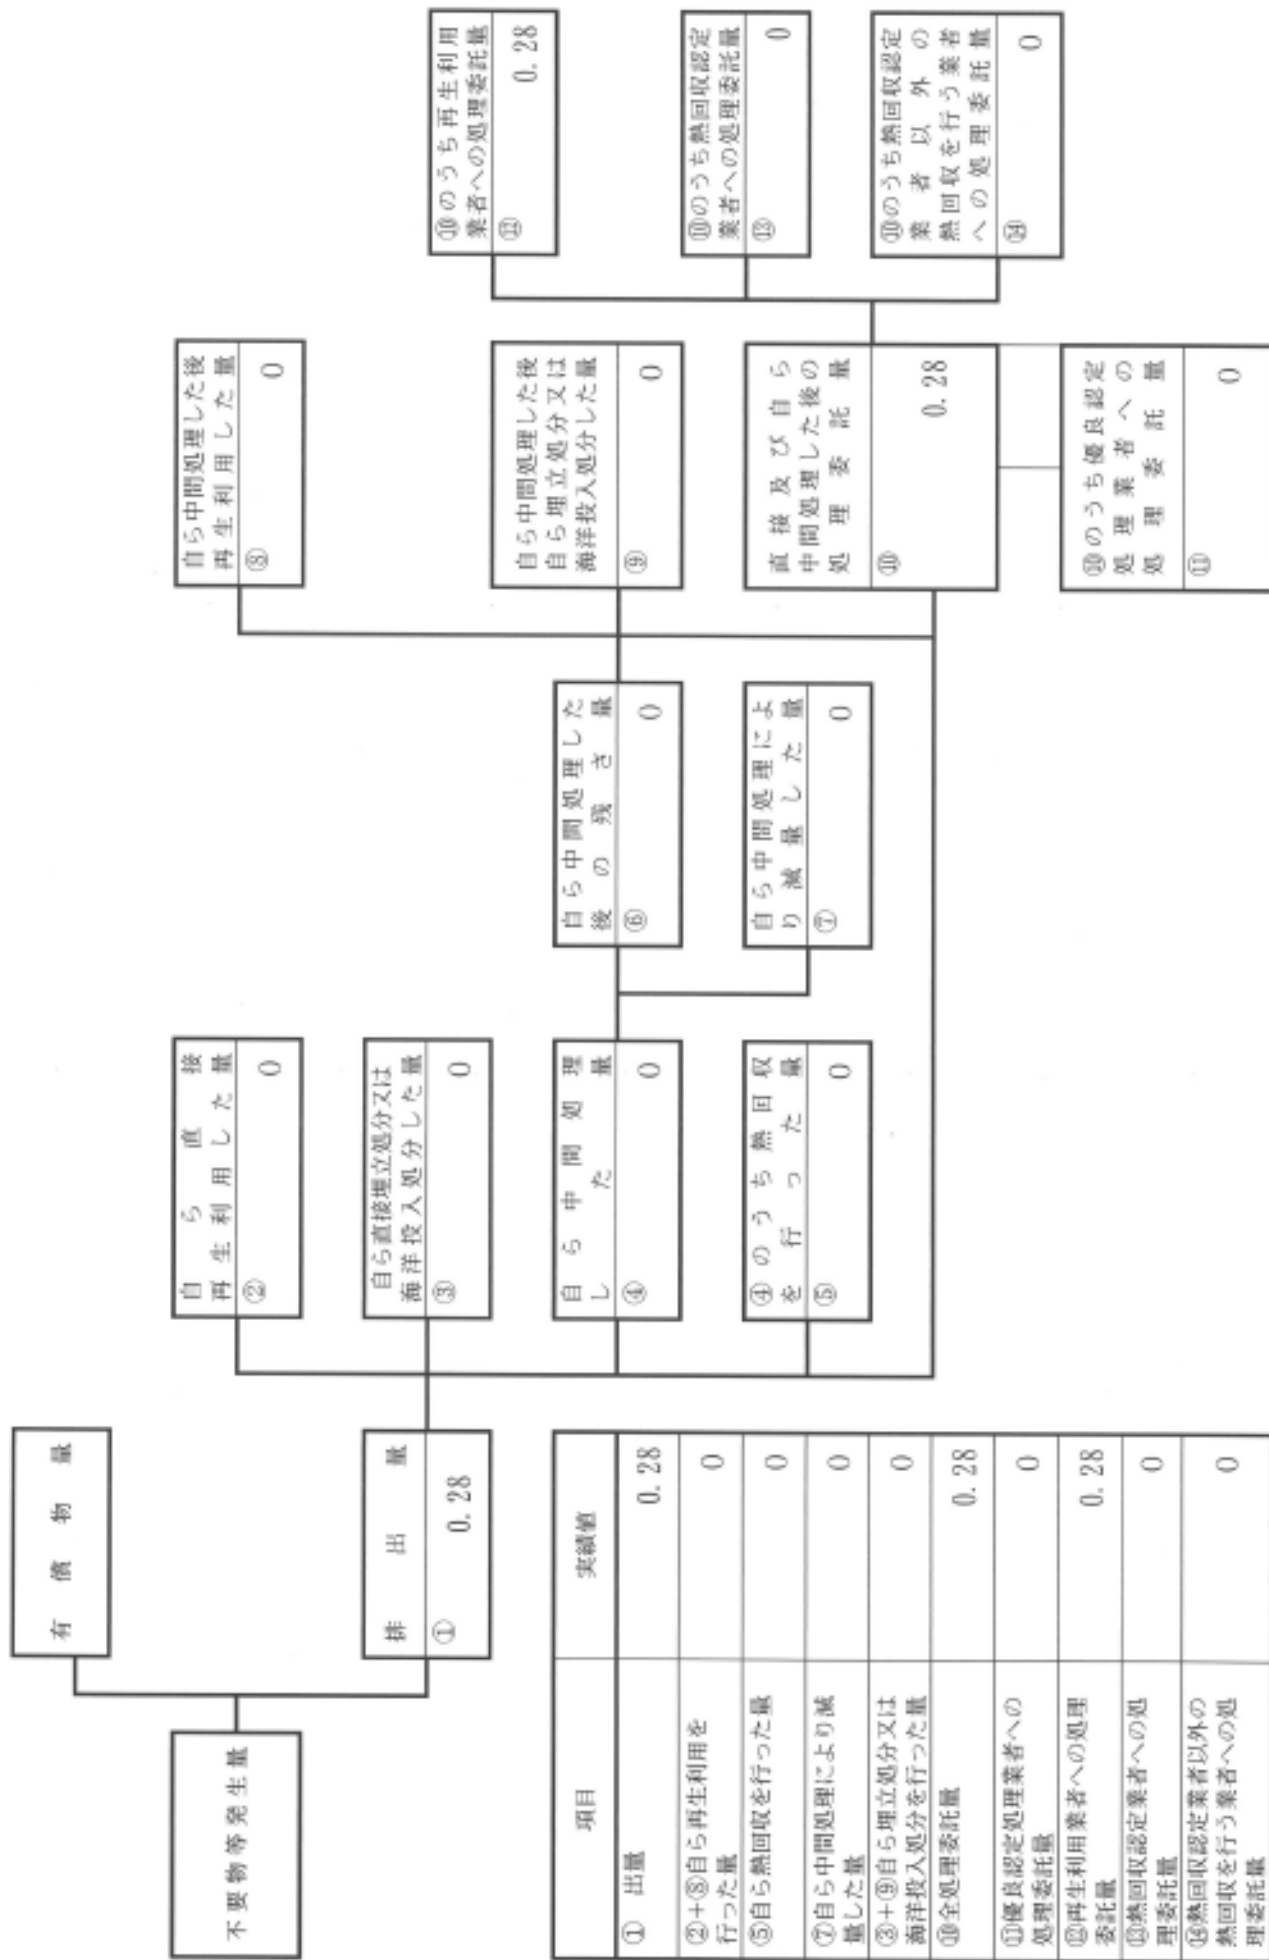 不要物等発生量
有償物量
排出量
① 0.28
自ら直接
再生利用した量
② 0
自ら直接埋立処分又は
海洋投入処分した量
③ 0
自ら中間処理
した量
④ 0
④のうち熱回収
を行った量
⑤ 0
自ら中間処理した
後の残さ量
⑥ 0
自ら中間処理によ
り減量した量
⑦ 0
自ら中間処理した後
再生利用した量
⑧ 0
自ら中間処理した後
自ら埋立処分又は
海洋投入処分した量
⑨ 0
直接及び自ら
中間処理した後の
処理委託量
⑩ 0.28
⑩のうち優良認定
処理業者への
処理委託量
⑪ 0
⑩のうち再生利用
業者への処理委託量
⑫ 0.28
⑩のうち熱回収認定
業者への処理委託量
⑬ 0
⑩のうち熱回収認定
業者以外の
熱回収を行う業者
への処理委託量
⑭ 0
項目 実績値
① 出量 0.28
②+⑧自ら再生利用を
行った量 0
⑤自ら熱回収を行った量 0
⑦自ら中間処理により減
量した量 0
③+⑨自ら埋立処分又は
海洋投入処分を行った量 0
⑩全処理委託量 0.28
⑪優良認定処理業者への
処理委託量 0
⑫再生利用業者への処理
委託量 0.28
⑬熱回収認定業者への処
理委託量 0
⑭熱回収認定業者以外の
熱回収を行う業者への処
理委託量 0